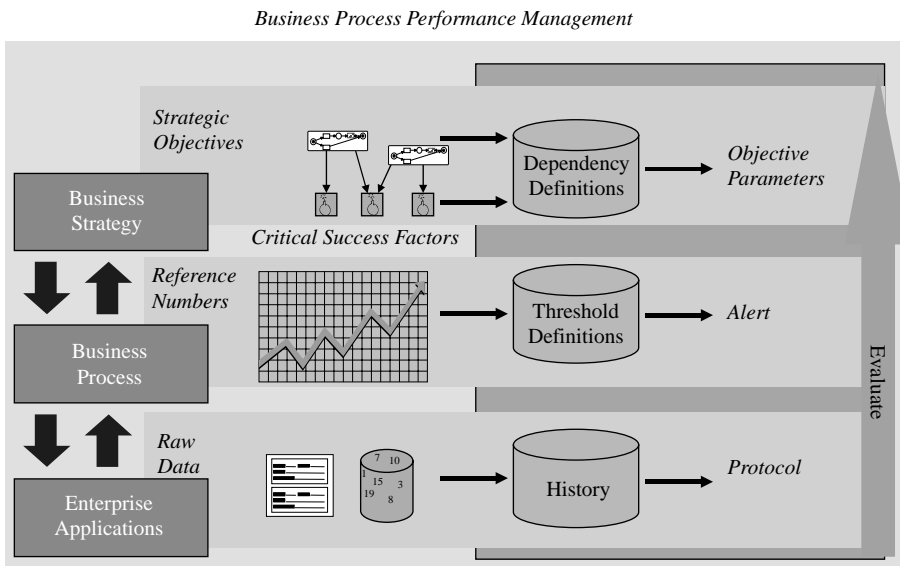 Business Process Performance Management
Strategic
Objectives
Dependency
Definitions
Objective
Parameters
Business
Strategy
Critical Success Factors
Reference
Numbers
Threshold
Definitions
Alert
Business
Process
Evaluate
Raw
Data
7 10
1
15 3
19
8
History
Protocol
Enterprise
Applications